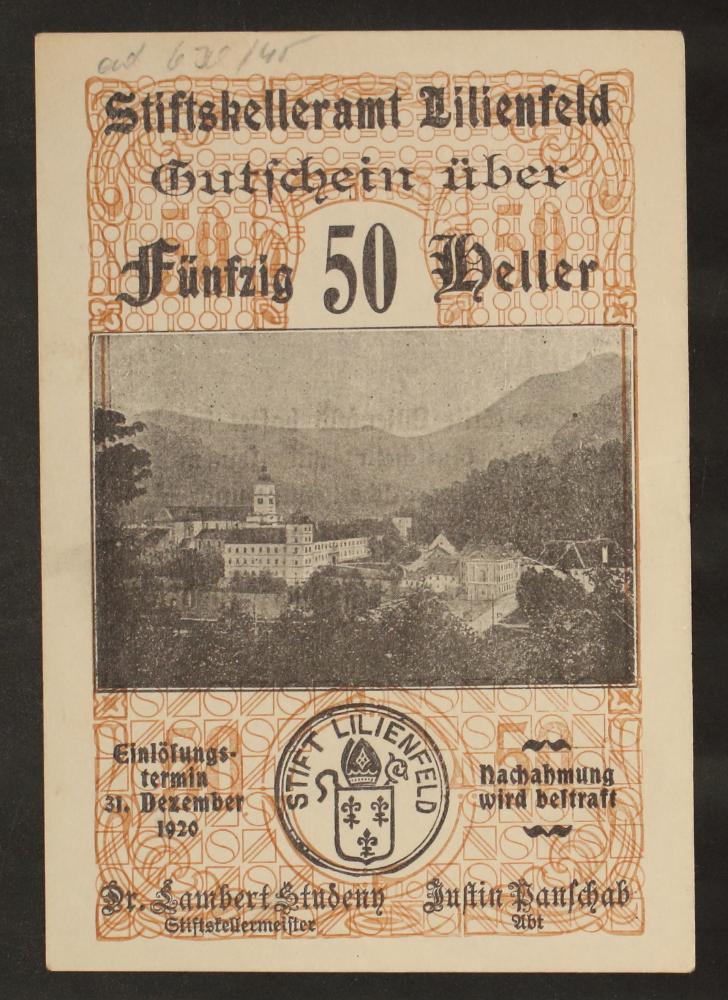 Stiftskelleramt Lilienfeld
Gutschein über
Fünfzig 50 Heller
STIFT LILIENFELD
Einlösungs-
termin
31. Dezember
1920
Nachahmung
wird bestraft
Dr. Lambert Studeny
Stiftskellermeister
Justin Panschab
Abt